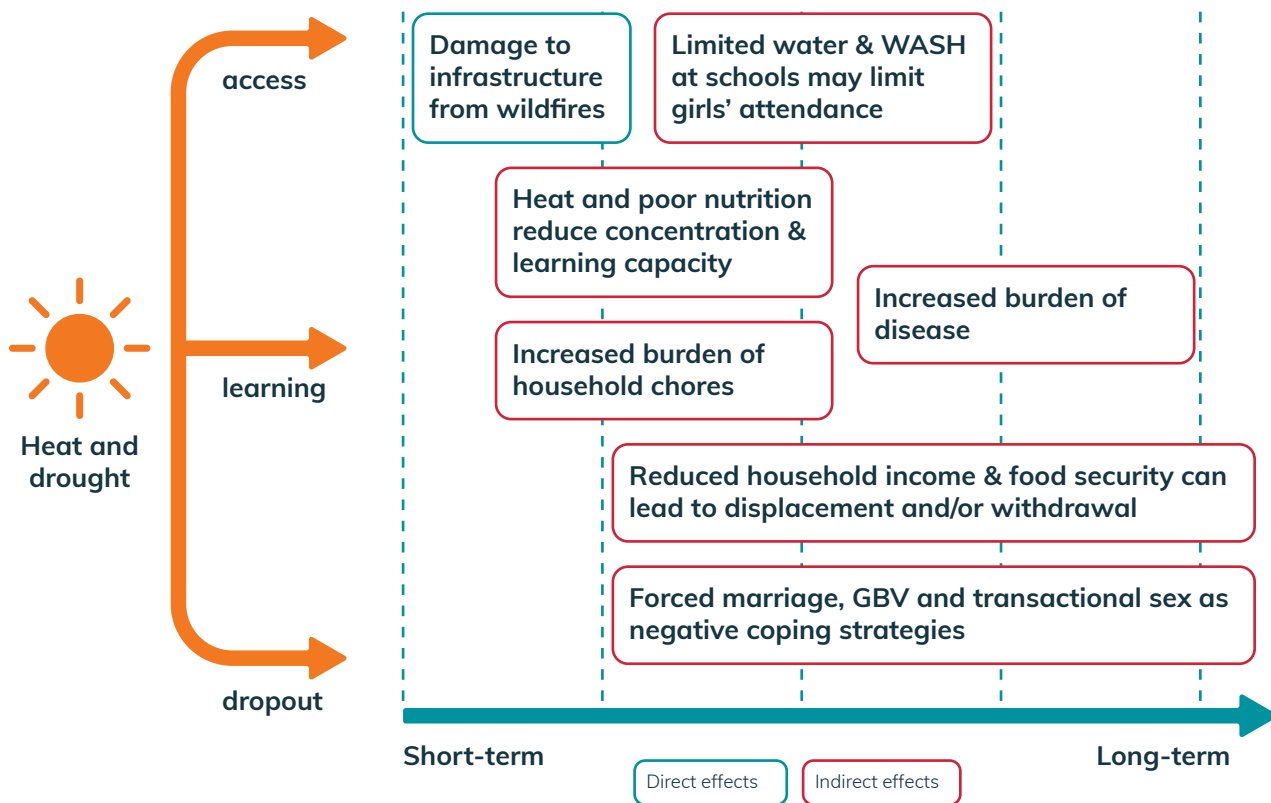 access
Damage to
infrastructure
from wildfires
Limited water & WASH
at schools may limit
girls’ attendance
Heat and poor nutrition
reduce concentration &
learning capacity
Increased burden of
disease
Increased burden of
household chores
learning
Heat and
drought
Reduced household income & food security can
lead to displacement and/or withdrawal
Forced marriage, GBV and transactional sex as
negative coping strategies
dropout
Short-term
Long-term
Direct effects
Indirect effects